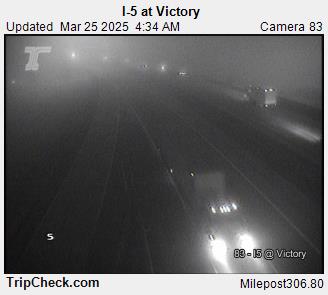 I-5 at Victory
Updated Mar 25 2025 4:34 AM Camera 83
T
S
83 - I5 @ Victory
TripCheck.com Milepost306.80